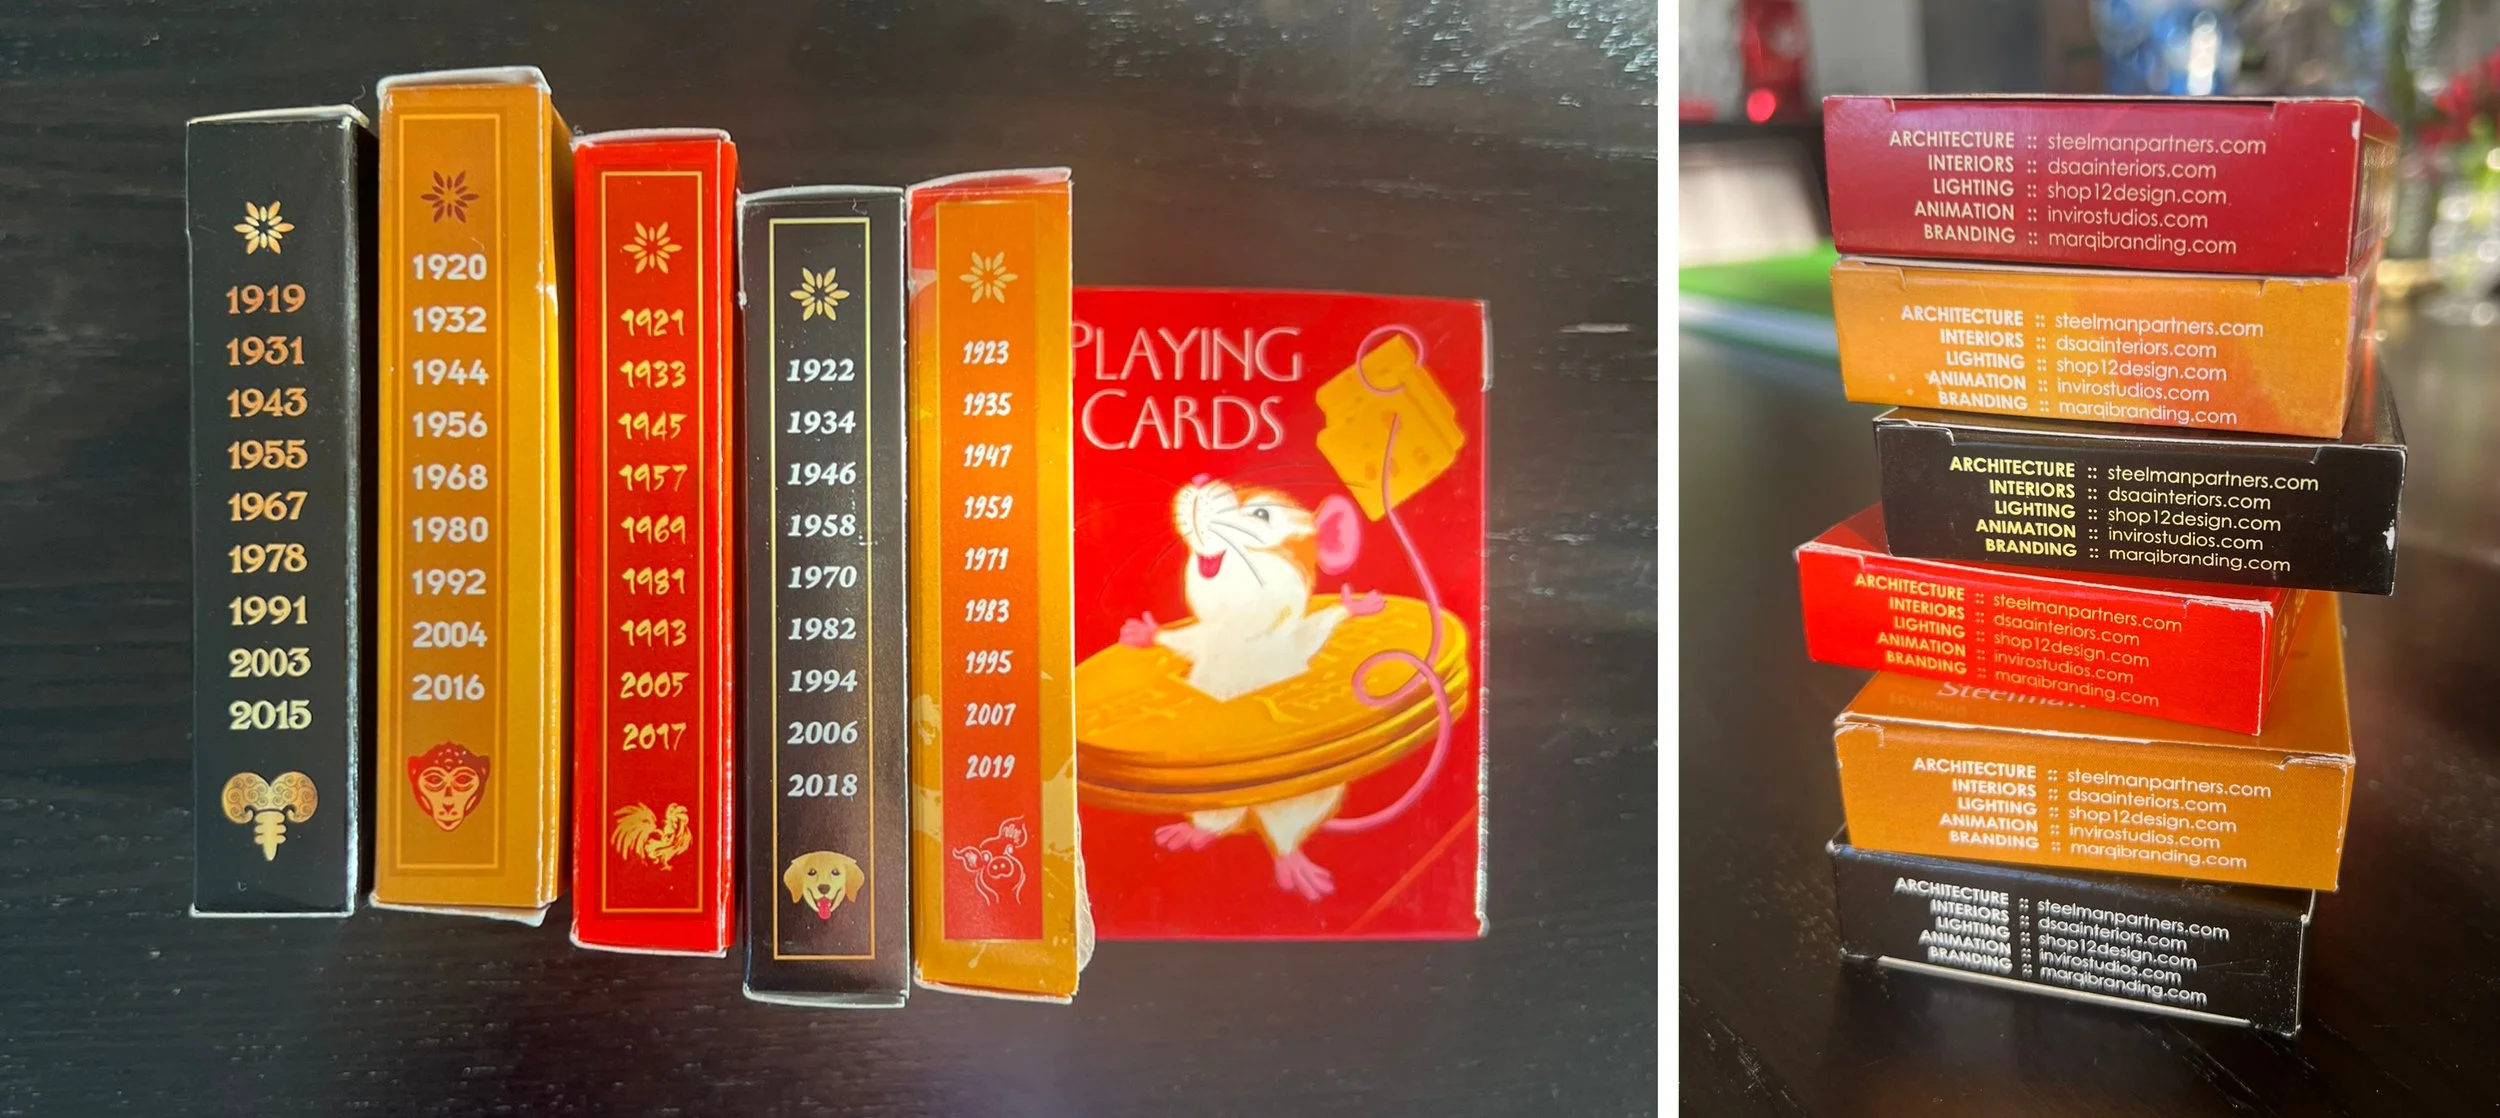 1919
1931
1943
1955
1967
1978
1991
2003
2015
1920
1932
1944
1956
1968
1980
1992
2004
2016
1921
1933
1945
1957
1969
1981
1993
2005
2017
1922
1934
1946
1958
1970
1982
1994
2006
2018
1923
1935
1947
1959
1971
1983
1995
2007
2019
PLAYING
CARDS
ARCHITECTURE :: steelmanpartners.com
INTERIORS :: dsaainteriors.com
LIGHTING :: shop12design.com
ANIMATION :: invirostudios.com
BRANDING :: marqibranding.com
ARCHITECTURE :: steelmanpartners.com
INTERIORS :: dsaainteriors.com
LIGHTING :: shop12design.com
ANIMATION :: invirostudios.com
BRANDING :: marqibranding.com
ARCHITECTURE :: steelmanpartners.com
INTERIORS :: dsaainteriors.com
LIGHTING :: shop12design.com
ANIMATION :: invirostudios.com
BRANDING :: marqibranding.com
ARCHITECTURE :: steelmanpartners.com
INTERIORS :: dsaainteriors.com
LIGHTING :: shop12design.com
ANIMATION :: invirostudios.com
BRANDING :: marqibranding.com
Steelman
ARCHITECTURE :: steelmanpartners.com
INTERIORS :: dsaainteriors.com
LIGHTING :: shop12design.com
ANIMATION :: invirostudios.com
BRANDING :: marqibranding.com
ARCHITECTURE :: steelmanpartners.com
INTERIORS :: dsaainteriors.com
LIGHTING :: shop12design.com
ANIMATION :: invirostudios.com
BRANDING :: marqibranding.com